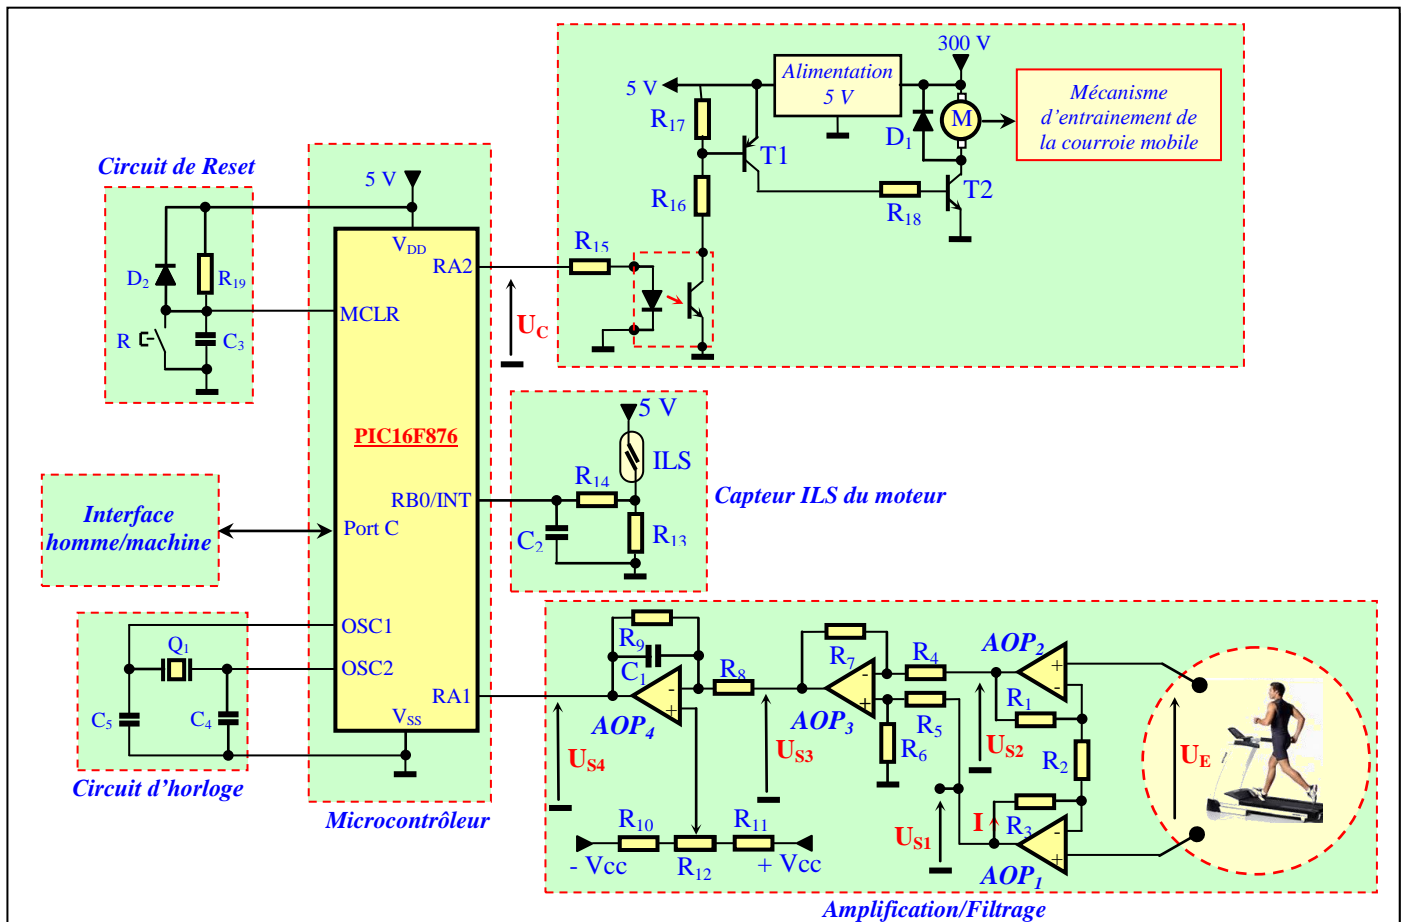 300 V
5 V
Alimentation
5 V
Mécanisme
d'entrainement de
la courroie mobile
R17
T1
D1
M
R16
R18
T2
Circuit de Reset
5 V
VDD
RA2
R15
D2
R19
MCLR
UC
R
C3
PIC16F876
5 V
ILS
R14
Capteur ILS du moteur
RB0/INT
C2
R13
Interface
homme/machine
Port C
OSC1
Q1
OSC2
RA1
C5
C4
VSS
Circuit d'horloge
Microcontrôleur
R9
C1
R8
AOP4
US4
R7
AOP3
US3
R4
R5
R6
AOP2
R1
US2
R2
UE
R3
I
US1
AOP1
R10
R11
R12
- Vcc
+ Vcc
Amplification/Filtrage